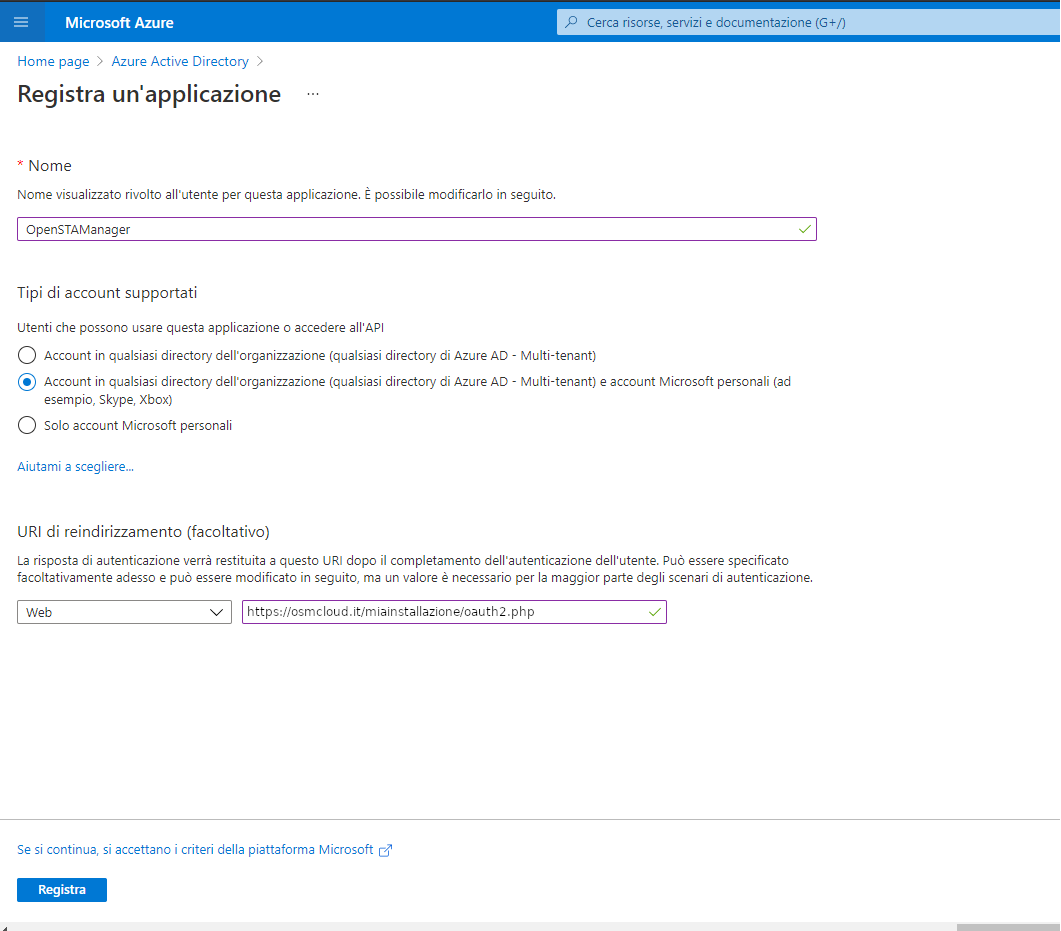 Microsoft Azure
Cerca risorse, servizi e documentazione (G+/)
Home page > Azure Active Directory >
Registra un'applicazione ...
* Nome
Nome visualizzato rivolto all'utente per questa applicazione. È possibile modificarlo in seguito.
OpenSTAManager
Tipi di account supportati
Utenti che possono usare questa applicazione o accedere all'API
Account in qualsiasi directory dell'organizzazione (qualsiasi directory di Azure AD - Multi-tenant)
Account in qualsiasi directory dell'organizzazione (qualsiasi directory di Azure AD - Multi-tenant) e account Microsoft personali (ad
esempio, Skype, Xbox)
Solo account Microsoft personali
Aiutami a scegliere...
URI di reindirizzamento (facoltativo)
La risposta di autenticazione verrà restituita a questo URI dopo il completamento dell'autenticazione dell'utente. Può essere specificato
facoltativamente adesso e può essere modificato in seguito, ma un valore è necessario per la maggior parte degli scenari di autenticazione.
Web
https://osmcloud.it/miainstallazione/oauth2.php
Se si continua, si accettano i criteri della piattaforma Microsoft
Registra